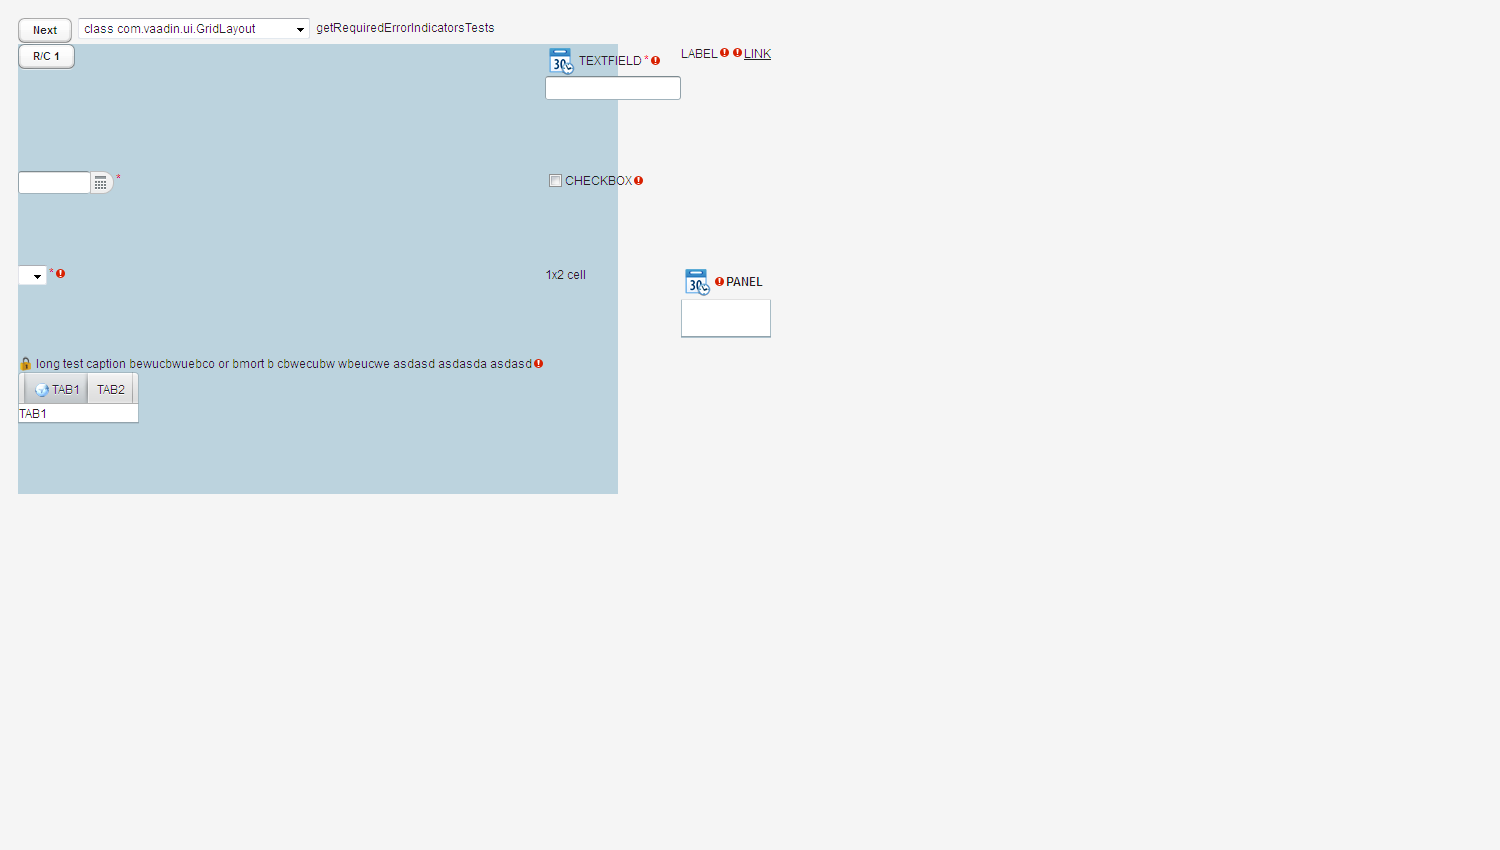 Next class com.vaadin.ui.GridLayout getRequiredErrorIndicatorsTests
R/C 1 30 TEXTFIELD * LABEL LINK
* CHECKBOX
* 1x2 cell 30 PANEL
long test caption bewucbwuebco or bmort b cbwecubw wbeucwe asdasd asdasda asdasd
TAB1 TAB2
TAB1